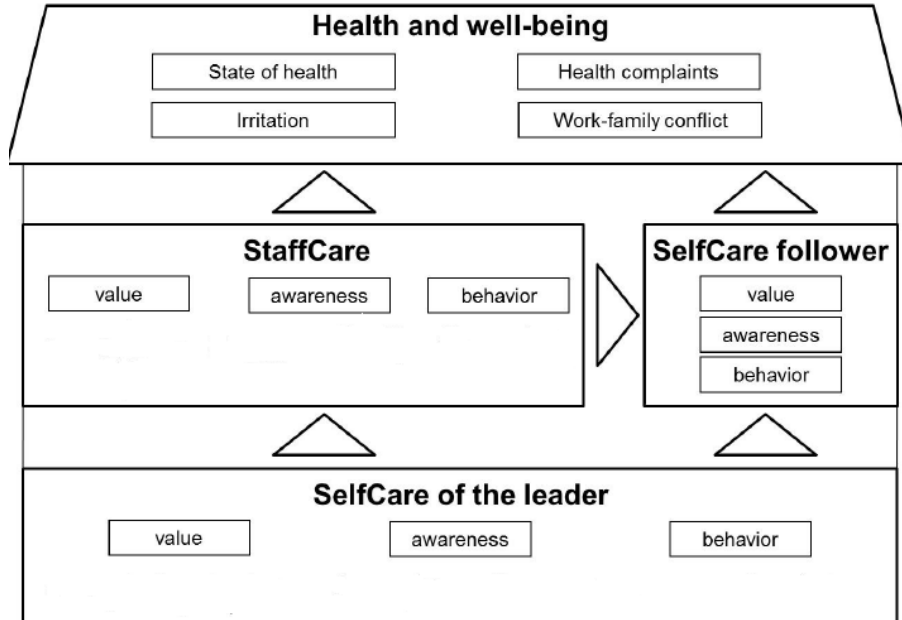 Health and well-being
State of health
Health complaints
Irritation
Work-family conflict
StaffCare
value
awareness
behavior
SelfCare follower
value
awareness
behavior
SelfCare of the leader
value
awareness
behavior